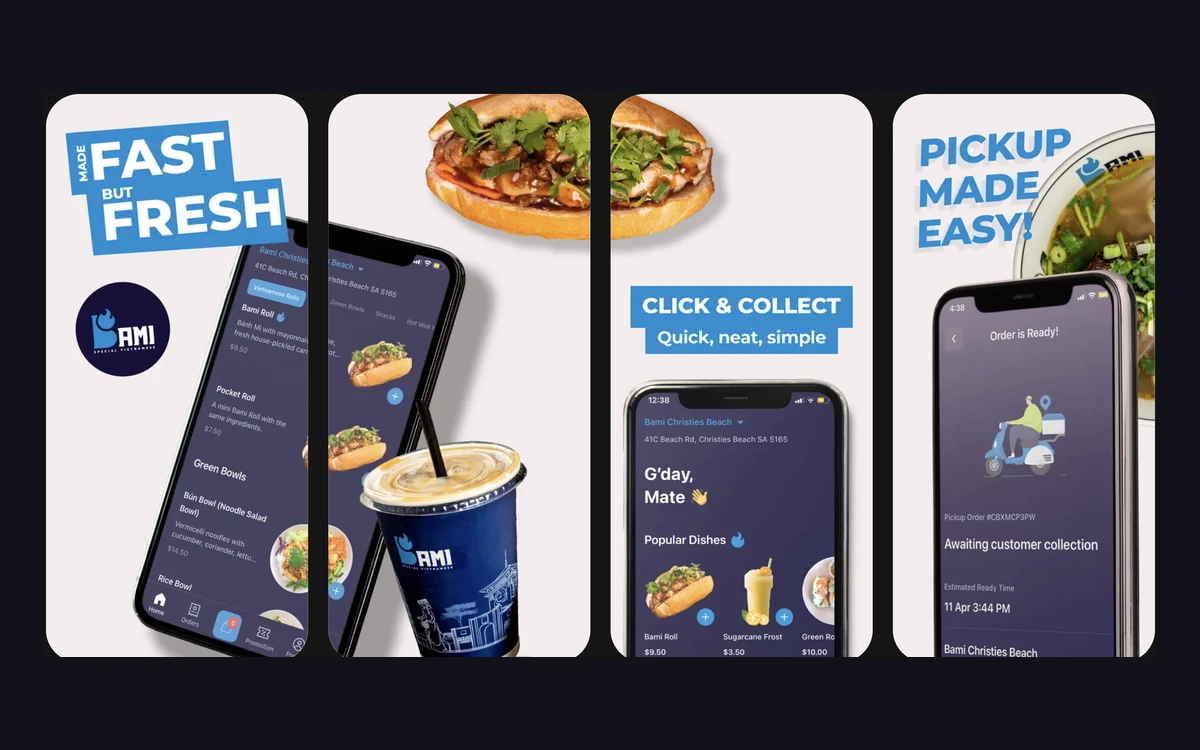 MADE
FAST
BUT
FRESH
BAMI
SPECIAL VIETNAMESE
Bami Christies Beach
41C Beach Rd, Christies Beach SA 5165
Vietnamese Rolls
Green Bowls
Snacks
Hot Wok
Bami Roll
Bánh Mì with mayonnaise,
fresh house-pickled carrot...
$9.50
Pocket Roll
A mini Bami Roll with the
same ingredients.
$7.50
Green Bowls
Bún Bowl (Noodle Salad
Bowl)
Vermicelli noodles with
cucumber, coriander, lettu...
$14.50
Rice Bowl
Home
Orders
0
Promotion
BAMI
SPECIAL VIETNAMESE
CLICK & COLLECT
Quick, neat, simple
12:38
Bami Christies Beach
41C Beach Rd, Christies Beach SA 5165
G'day,
Mate 👋
Popular Dishes
Bami Roll
Sugarcane Frost
Green Ro
$9.50
$3.50
$10.00
PICKUP
MADE
EASY!
BAMI
4:38
Order is Ready!
Pickup Order #CBXMCP3PW
Awaiting customer collection
Estimated Ready Time
11 Apr 3:44 PM
Bami Christies Beach